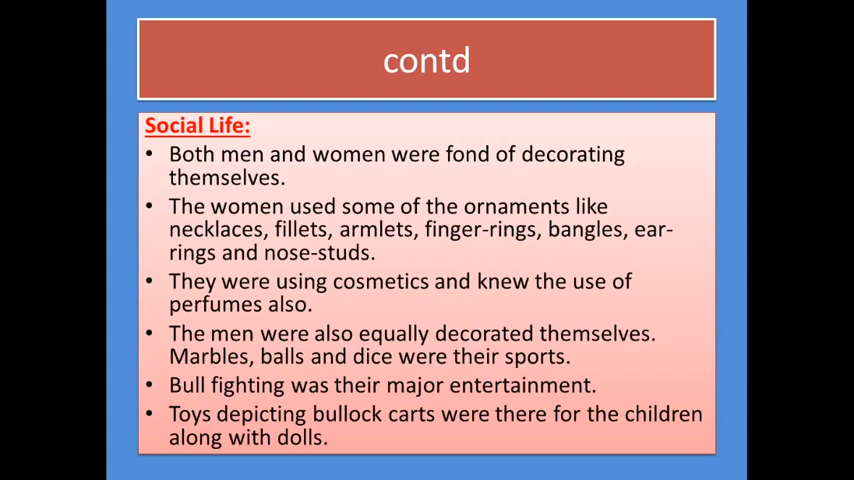 contd
Social Life:
• Both men and women were fond of decorating
themselves.
• The women used some of the ornaments like
necklaces, fillets, armlets, finger-rings, bangles, ear-
rings and nose-studs.
• They were using cosmetics and knew the use of
perfumes also.
• The men were also equally decorated themselves.
Marbles, balls and dice were their sports.
• Bull fighting was their major entertainment.
• Toys depicting bullock carts were there for the children
along with dolls.